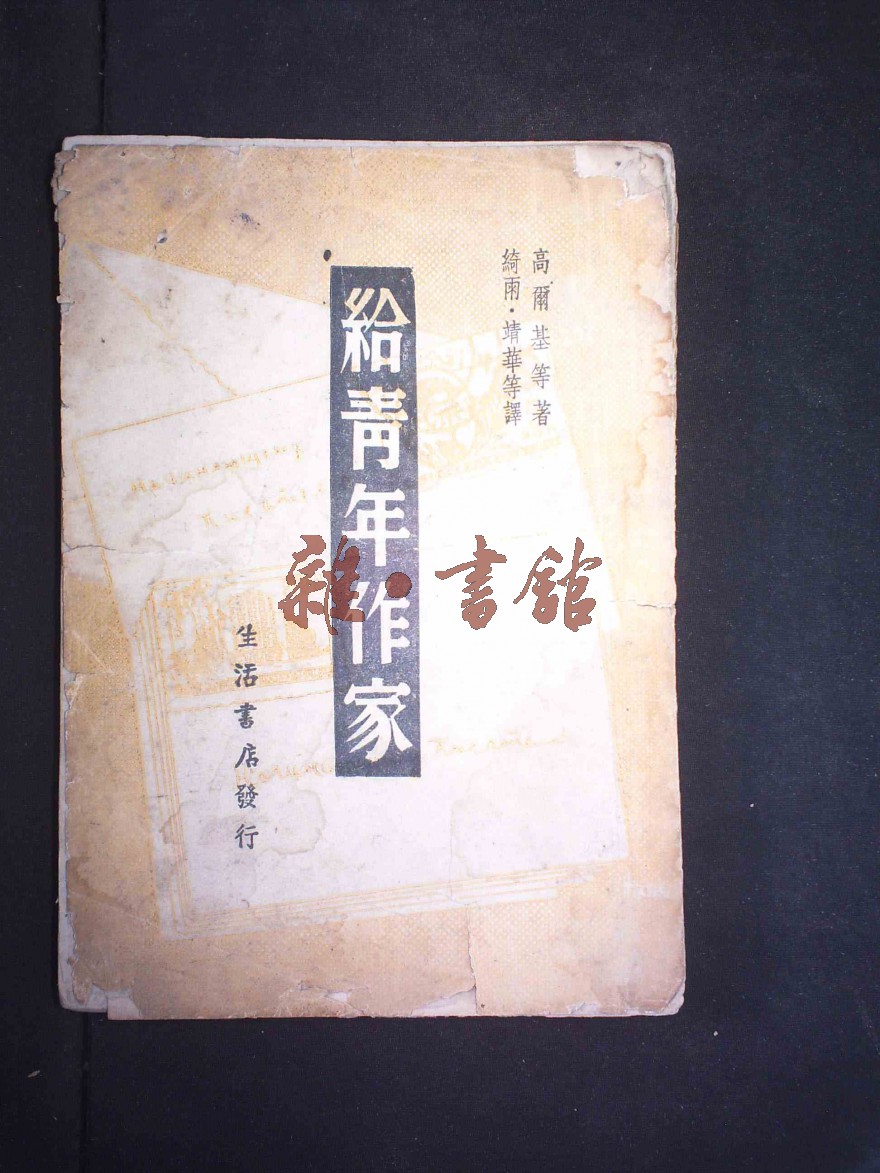 高爾基等著
綺雨·靖華等譯
給青年作家
生活書店發行
雜·書館